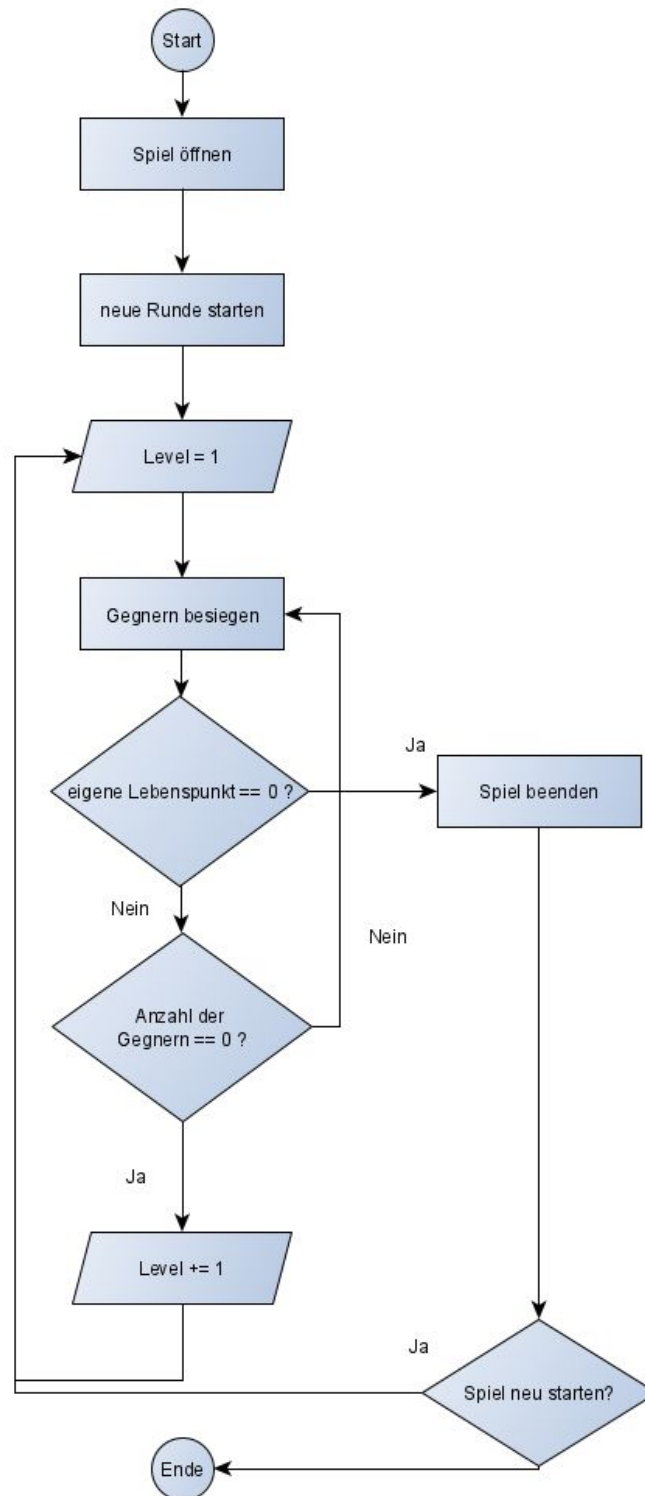 Start
Spiel öffnen
neue Runde starten
Level = 1
Gegnern besiegen
eigene Lebenspunkt == 0 ?
Ja
Spiel beenden
Nein
Nein
Anzahl der
Gegnern == 0 ?
Ja
Level += 1
Ja
Spiel neu starten?
Ende